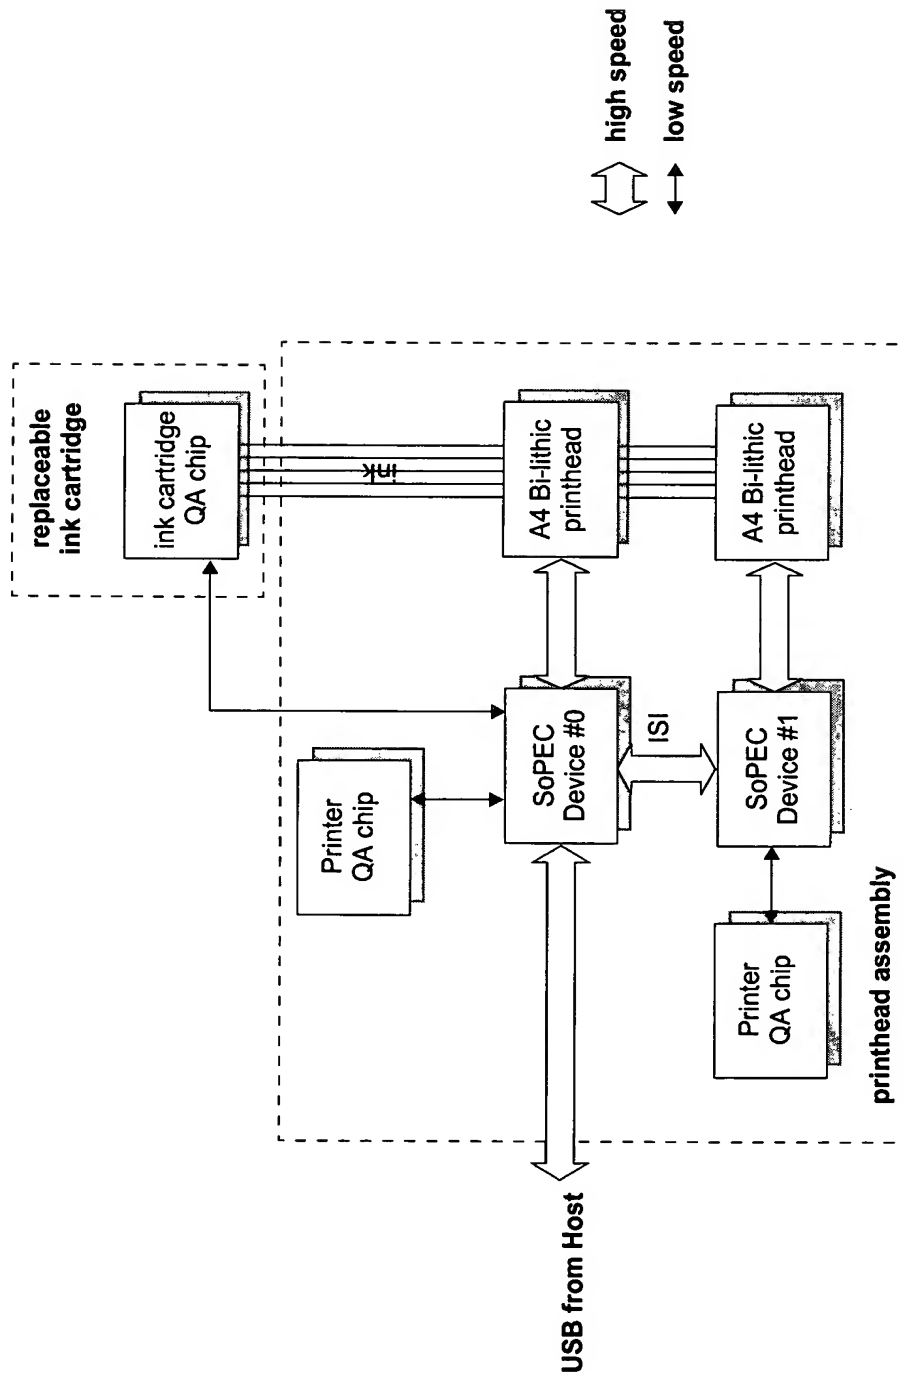 replaceable
ink cartridge
ink cartridge
QA chip
ink
Printer
QA chip
USB from Host
SoPEC
Device #0
A4 Bi-lithic
printhead
ISI
SoPEC
Device #1
A4 Bi-lithic
printhead
Printer
QA chip
printhead assembly
high speed
low speed